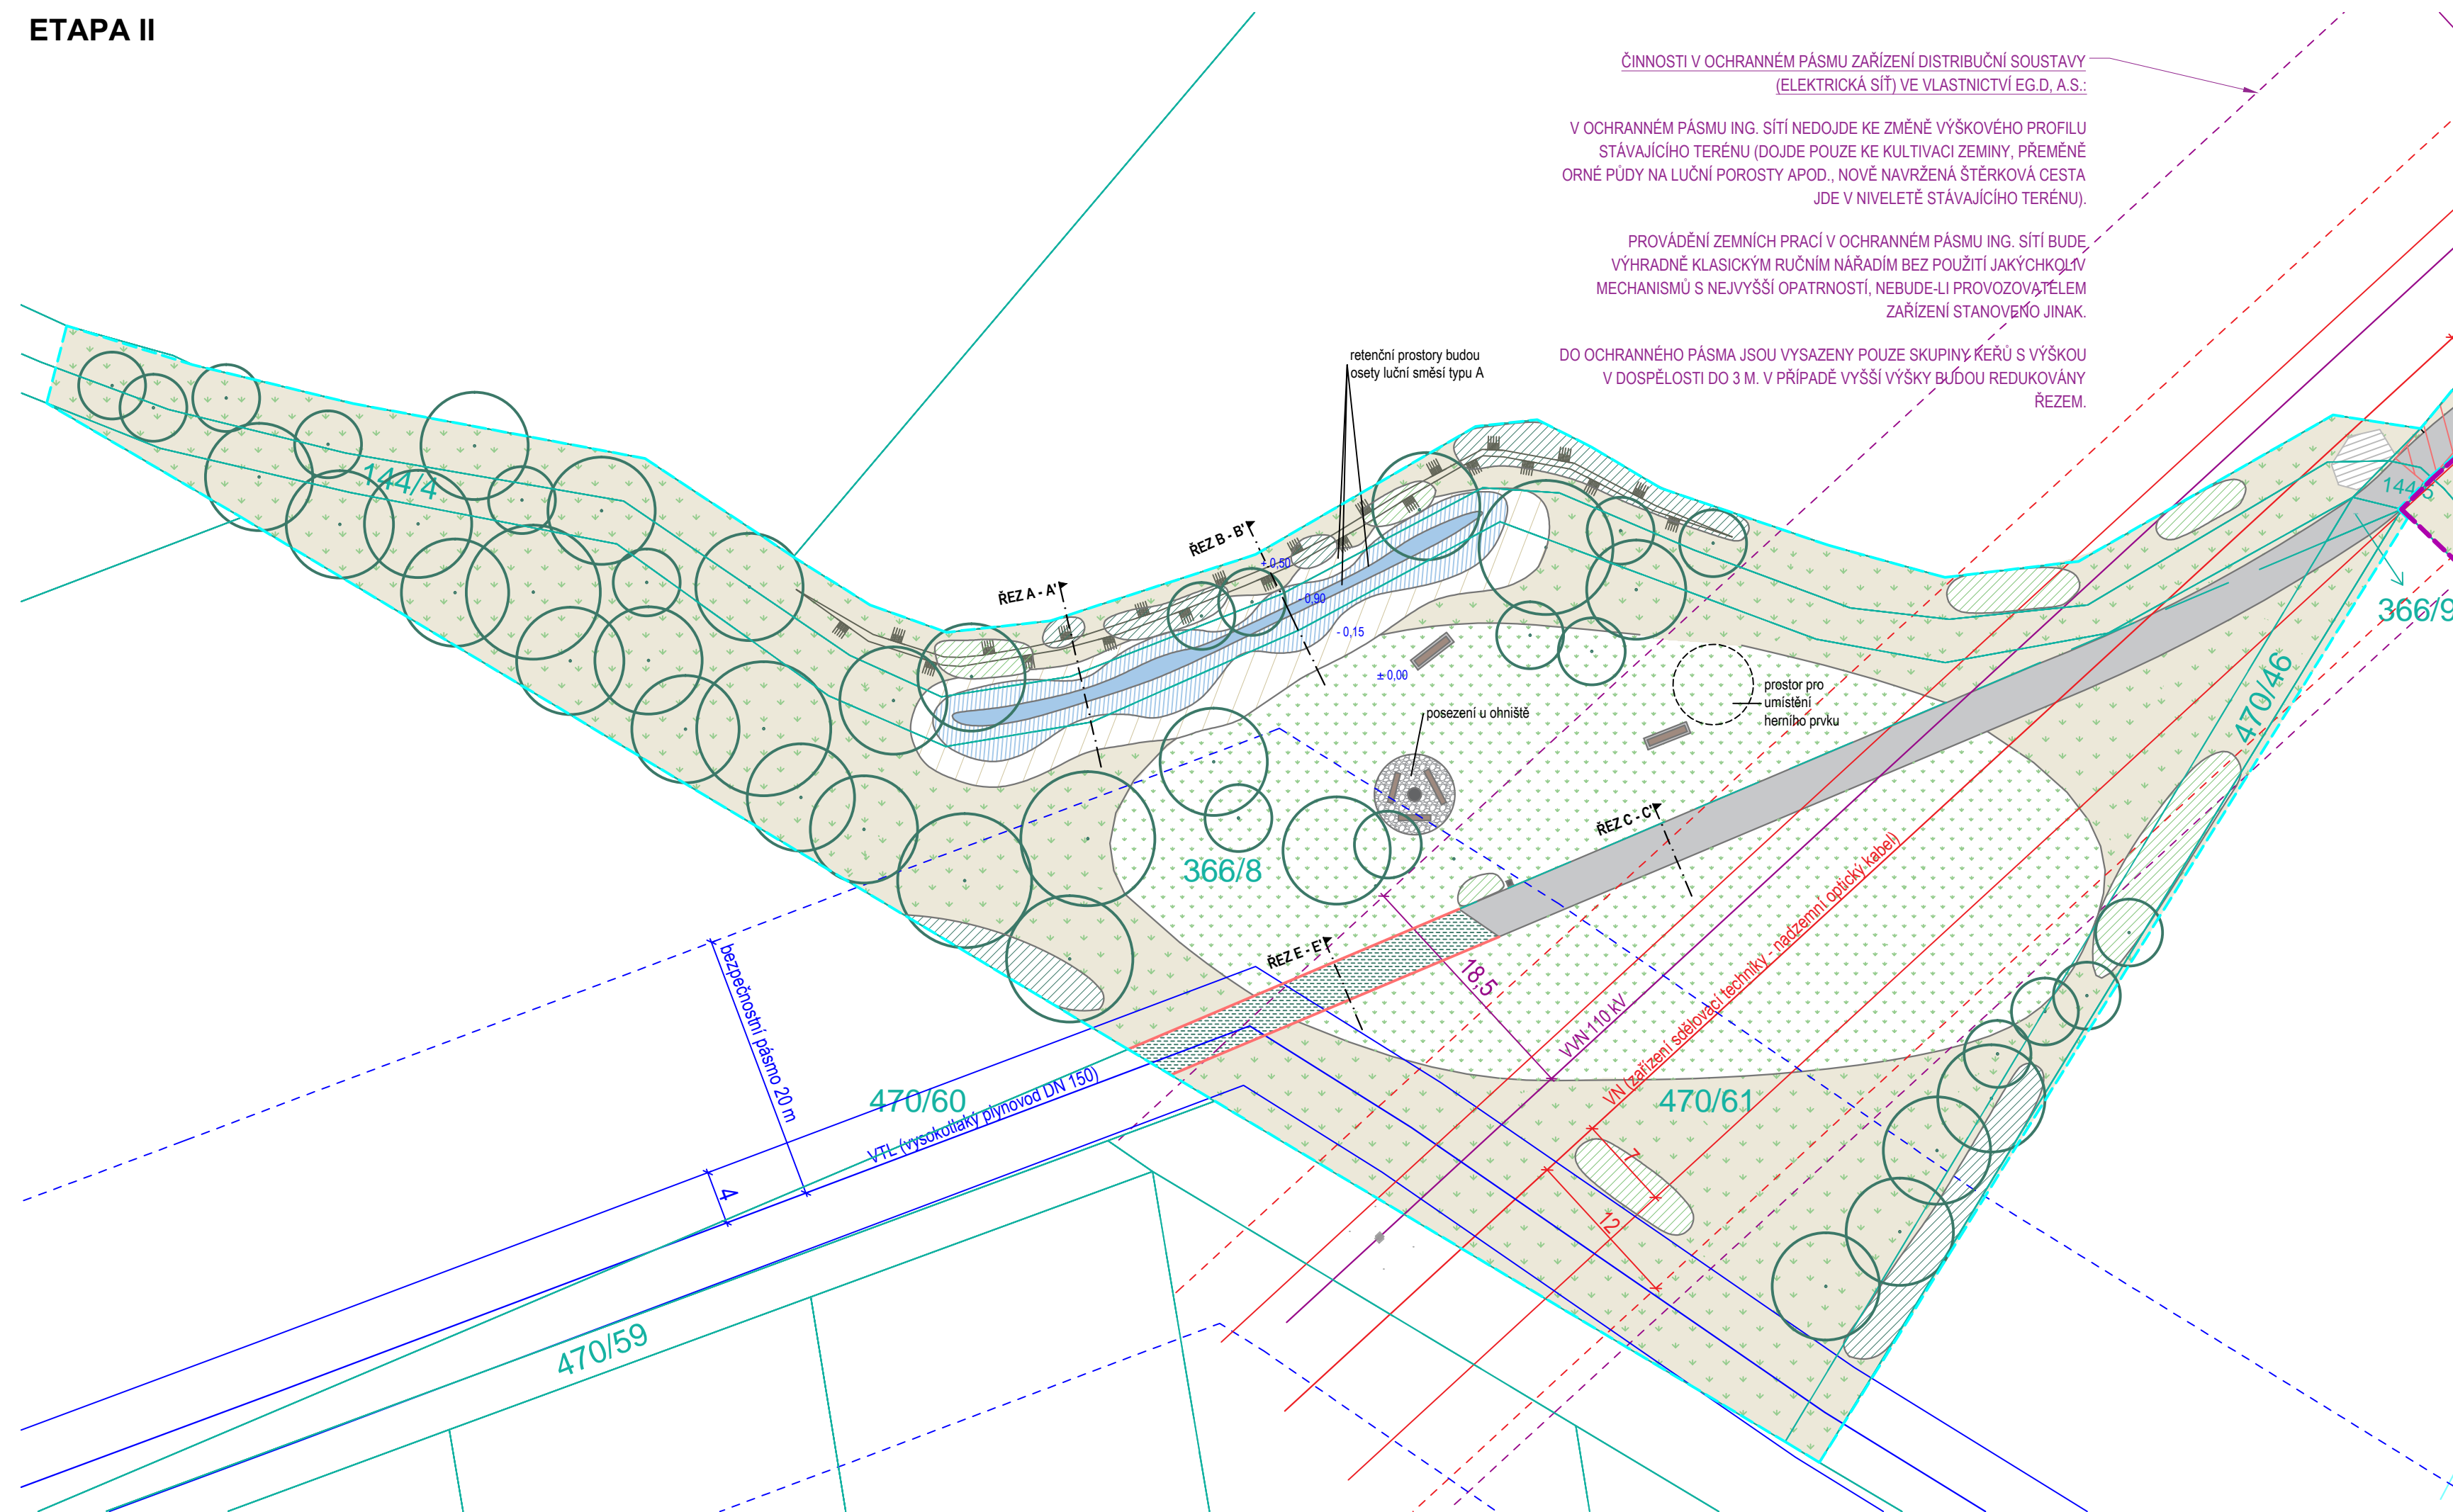 ETAPA II
ČINNOSTI V OCHRANNÉM PÁSMU ZAŘÍZENÍ DISTRIBUČNÍ SOUSTAVY
(ELEKTRICKÁ SÍŤ) VE VLASTNICTVÍ EG.D, A.S.:
V OCHRANNÉM PÁSMU ING. SÍTÍ NEDOJDE KE ZMĚNĚ VÝŠKOVÉHO PROFILU
STÁVAJÍCÍHO TERÉNU (DOJDE POUZE KE KULTIVACI ZEMINY, PŘEMĚNĚ
ORNÉ PŮDY NA LUČNÍ POROSTY APOD., NOVĚ NAVRŽENÁ ŠTĚRKOVÁ CESTA
JDE V NIVELETĚ STÁVAJÍCÍHO TERÉNU).
PROVÁDĚNÍ ZEMNÍCH PRACÍ V OCHRANNÉM PÁSMU ING. SÍTÍ BUDE
VÝHRADNĚ KLASICKÝM RUČNÍM NÁŘADÍM BEZ POUŽITÍ JAKÝCHKOLIV
MECHANISMŮ S NEJVYŠŠÍ OPATRNOSTÍ, NEBUDE-LI PROVOZOVATELEM
ZAŘÍZENÍ STANOVENO JINAK.
DO OCHRANNÉHO PÁSMA JSOU VYSAZENY POUZE SKUPINY KEŘŮ S VÝŠKOU
V DOSPĚLOSTI DO 3 M. V PŘÍPADĚ VYŠŠÍ VÝŠKY BUDOU REDUKOVÁNY
ŘEZEM.
retenční prostory budou
osety luční směsí typu A
144/4
144/5
ŘEZ B - B'
+ 0,50
ŘEZ A - A'
- 0,90
- 0,15
± 0,00
366/9
470/46
prostor pro
umístění
herního prvku
posezení u ohniště
ŘEZ C - C'
366/8
ŘEZ E - E'
18,5
VVN 110 kV
VN (zařízení sdělovací techniky - nadzemní optický kabel)
bezpečnostní pásmo 20 m
470/60
VTL (vysokotlaký plynovod DN 150)
470/61
7
12
4
470/59